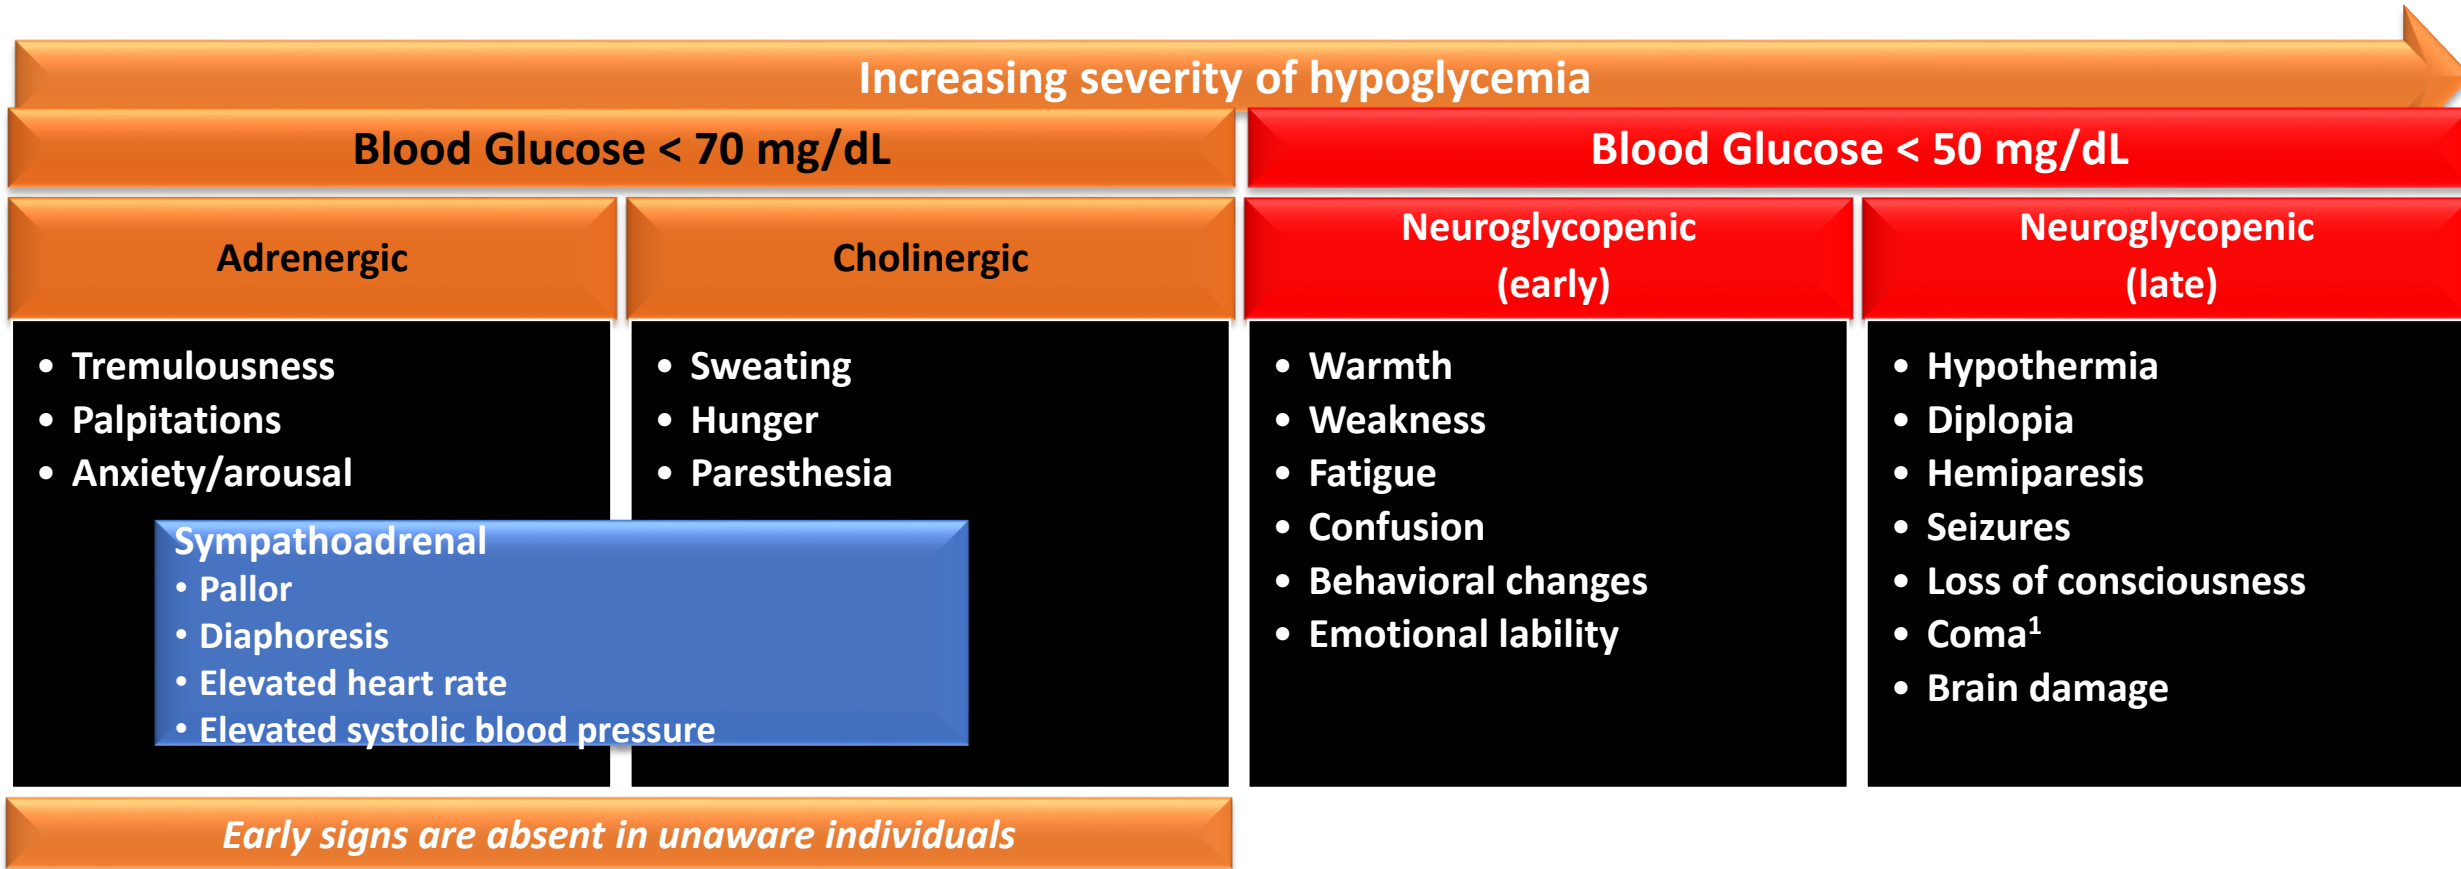 Increasing severity of hypoglycemia
Blood Glucose < 70 mg/dL
Blood Glucose < 50 mg/dL
Adrenergic
Cholinergic
Neuroglycopenic
(early)
Neuroglycopenic
(late)
• Tremulousness
• Palpitations
• Anxiety/arousal
• Sweating
• Hunger
• Paresthesia
Sympathoadrenal
• Pallor
• Diaphoresis
• Elevated heart rate
• Elevated systolic blood pressure
• Warmth
• Weakness
• Fatigue
• Confusion
• Behavioral changes
• Emotional lability
• Hypothermia
• Diplopia
• Hemiparesis
• Seizures
• Loss of consciousness
• Coma¹
• Brain damage
Early signs are absent in unaware individuals